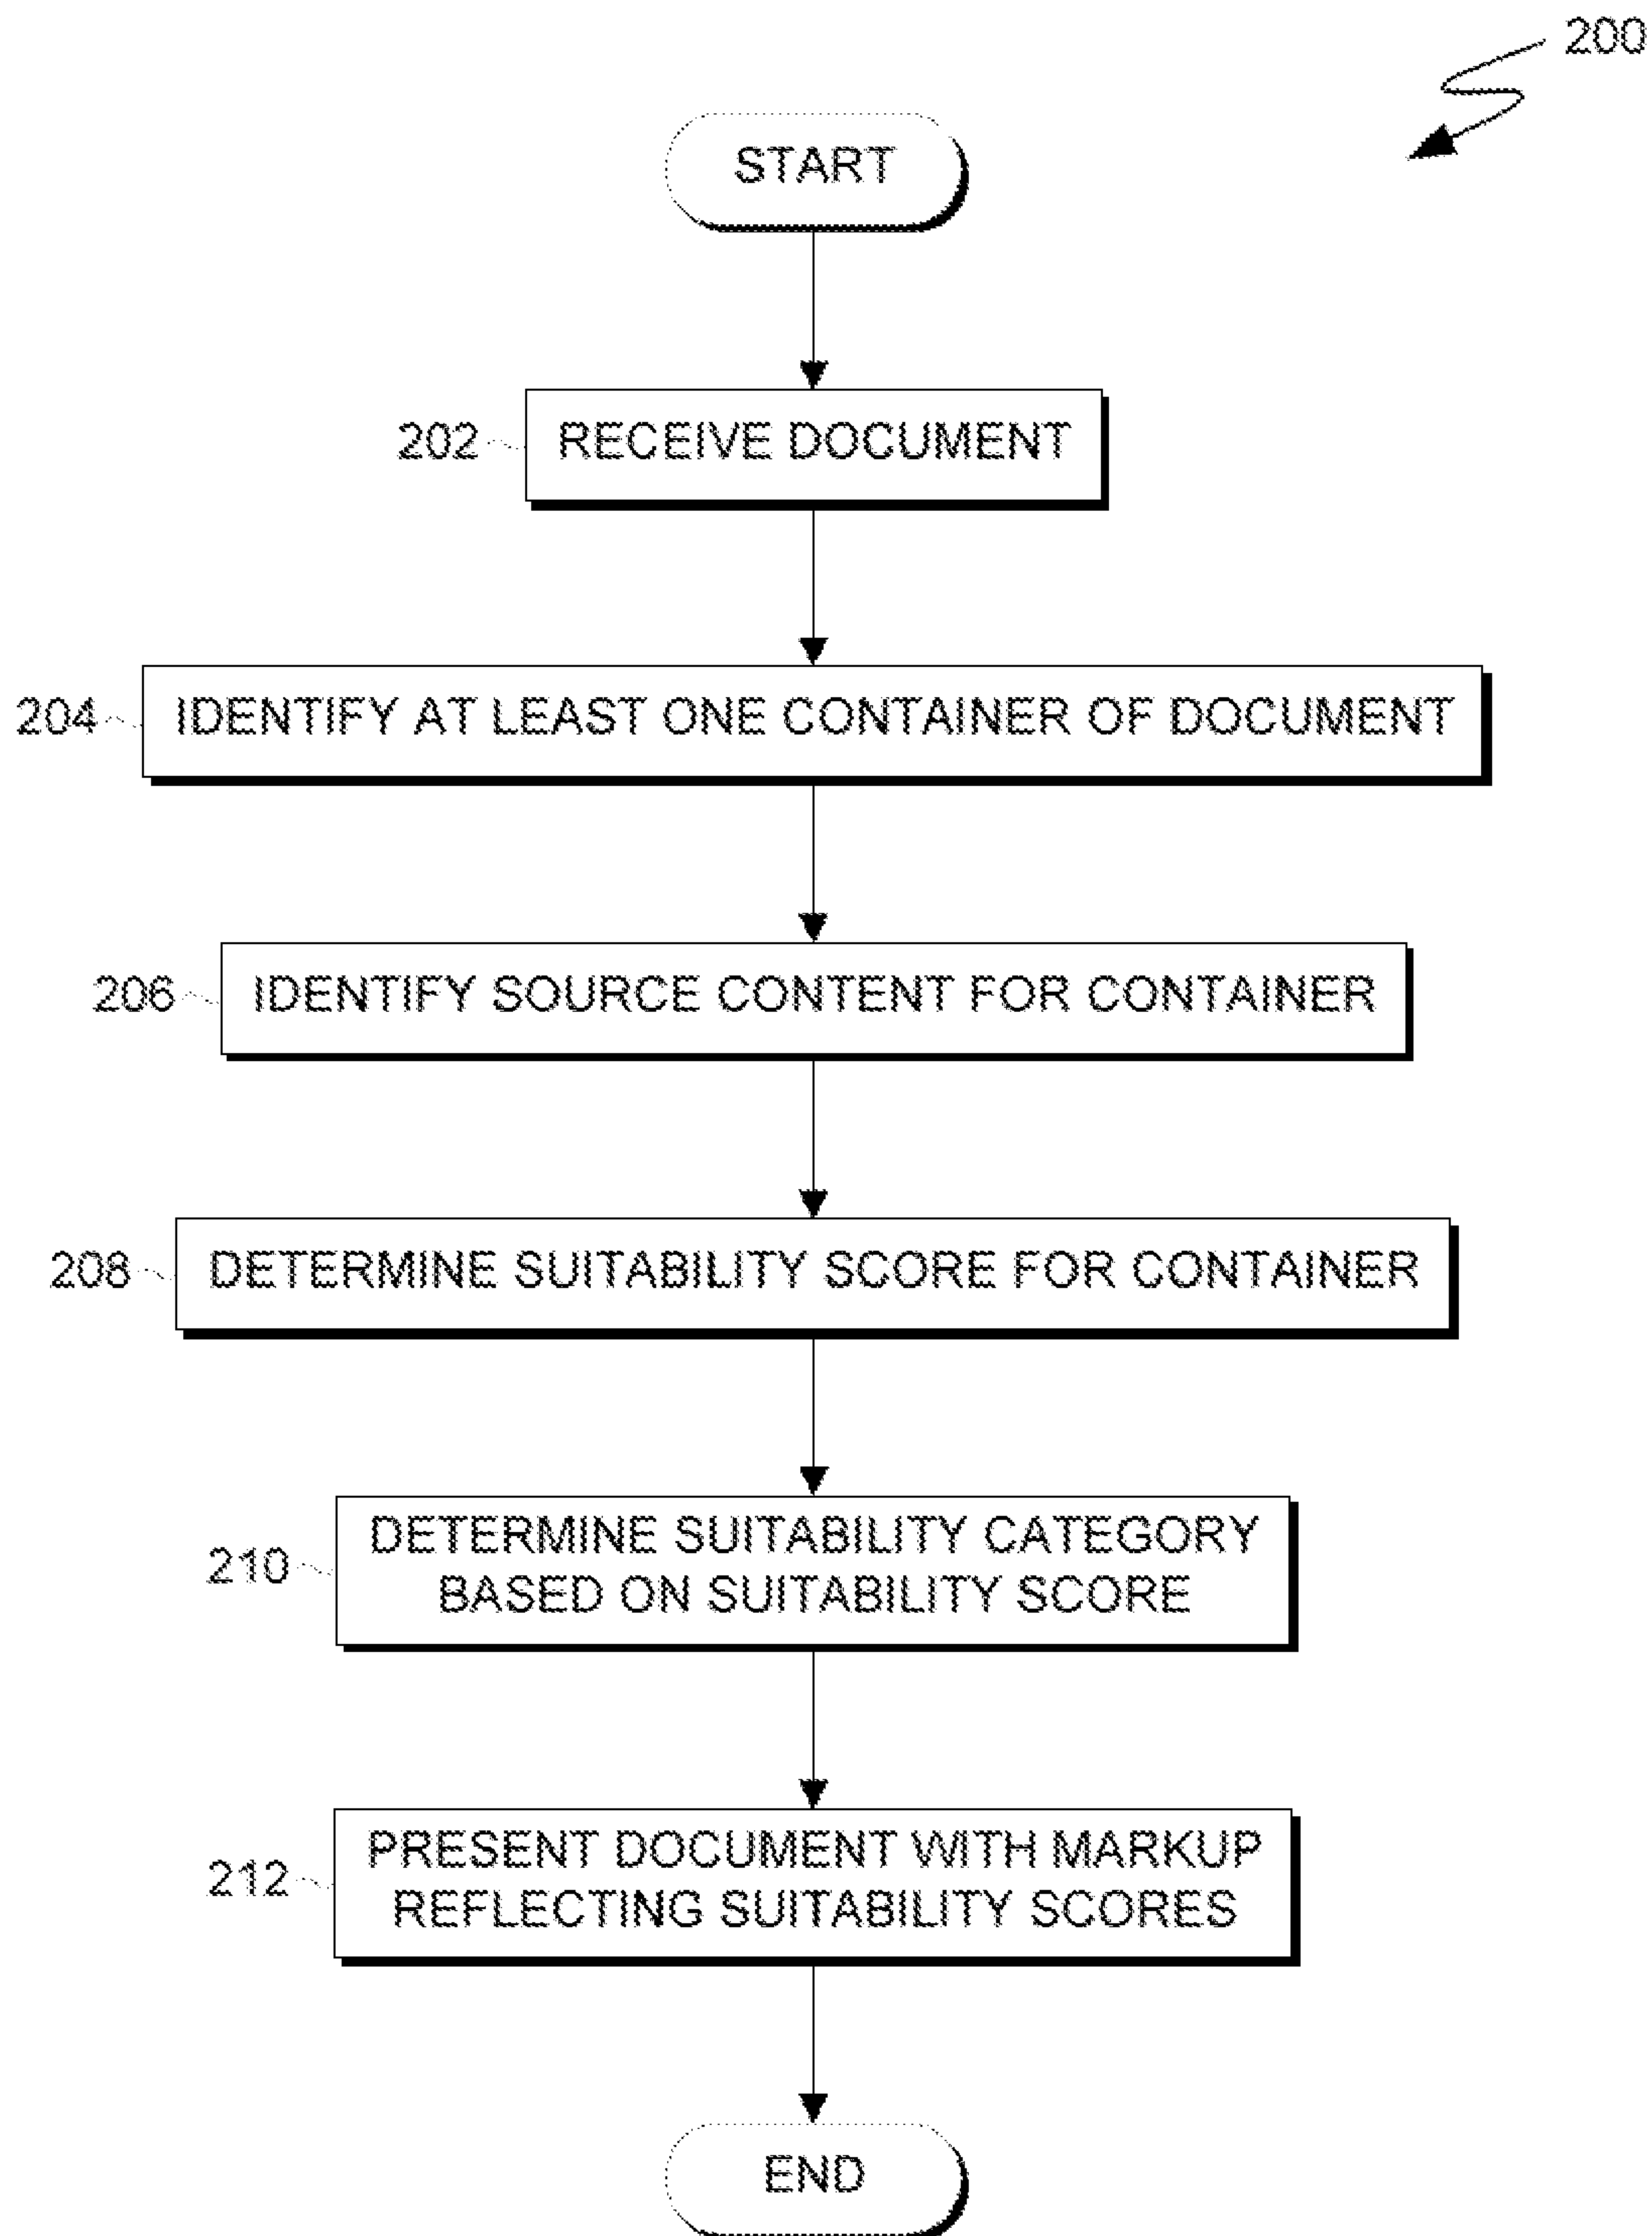 200
START
202 RECEIVE DOCUMENT
204 IDENTIFY AT LEAST ONE CONTAINER OF DOCUMENT
206 IDENTIFY SOURCE CONTENT FOR CONTAINER
208 DETERMINE SUITABILITY SCORE FOR CONTAINER
210 DETERMINE SUITABILITY CATEGORY
BASED ON SUITABILITY SCORE
212 PRESENT DOCUMENT WITH MARKUP
REFLECTING SUITABILITY SCORES
END